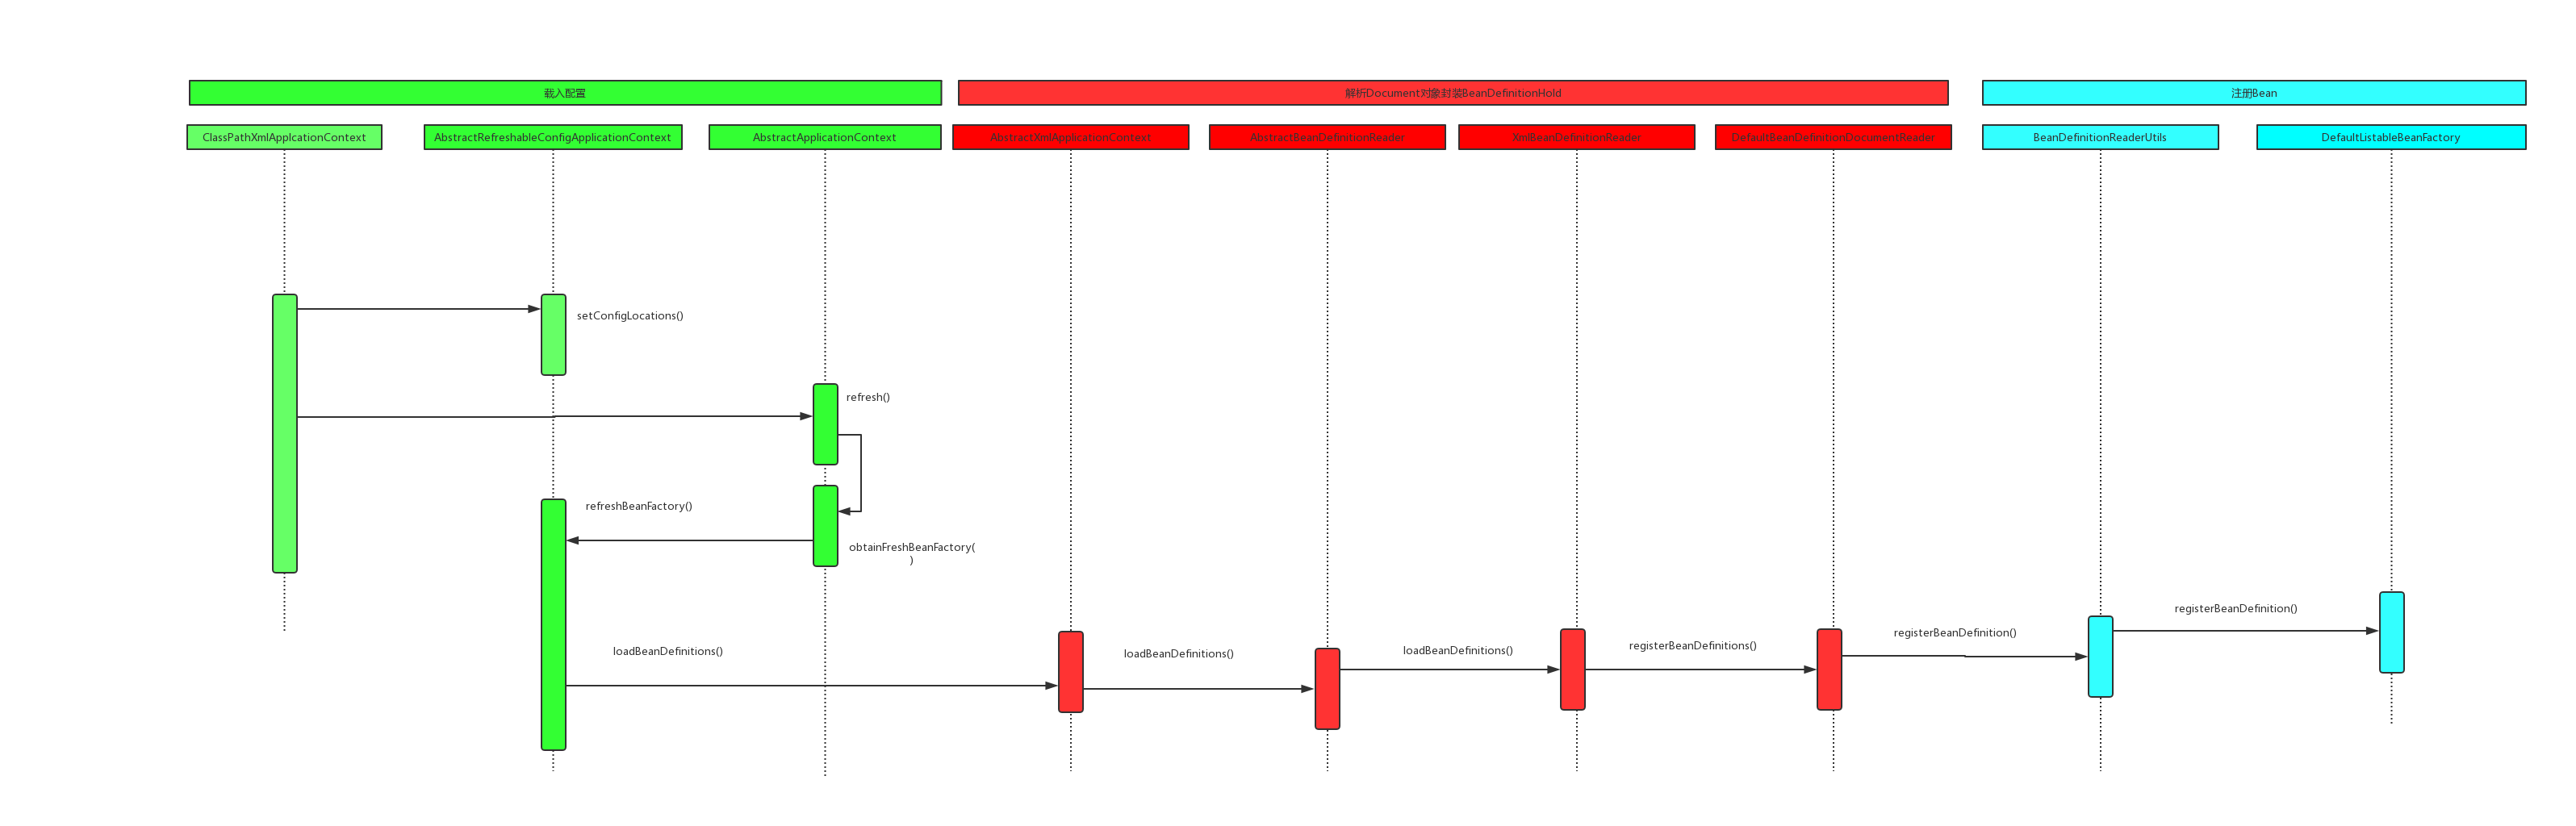 载入配置
解析Document对象封装BeanDefinitionHold
注册Bean
ClassPathXmlApplcationContext
AbstractRefreshableConfigApplicationContext
AbstractApplicationContext
AbstractXmlApplicationContext
AbstractBeanDefinitionReader
XmlBeanDefinitionReader
DefaultBeanDefinitionDocumentReader
BeanDefinitionReaderUtils
DefaultListableBeanFactory
setConfigLocations()
refresh()
refreshBeanFactory()
obtainFreshBeanFactory(
)
loadBeanDefinitions()
loadBeanDefinitions()
loadBeanDefinitions()
registerBeanDefinitions()
registerBeanDefinition()
registerBeanDefinition()